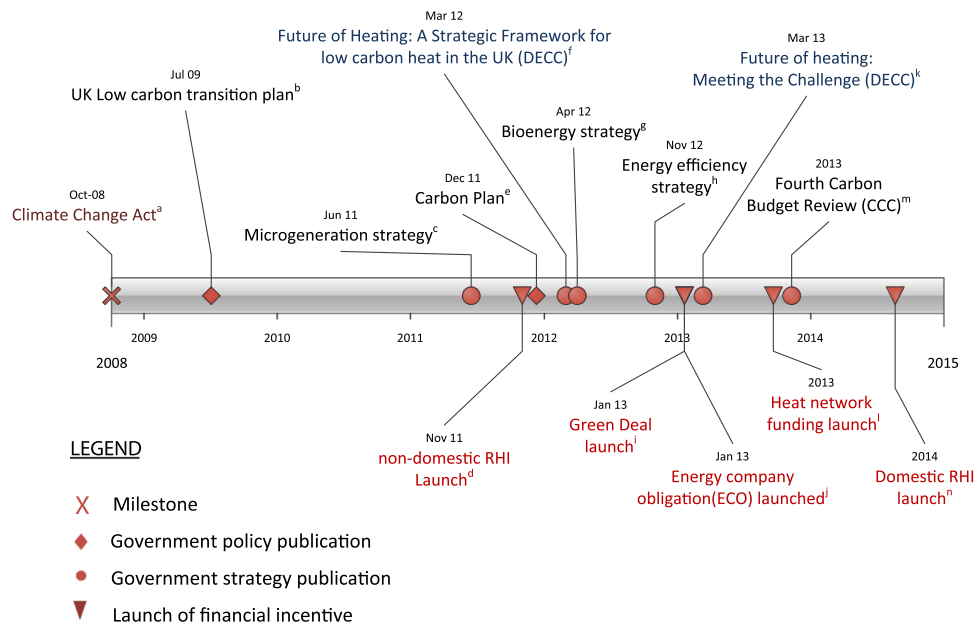 Mar 12
Future of Heating: A Strategic Framework for
low carbon heat in the UK (DECC)f
Mar 13
Future of heating:
Meeting the Challenge (DECC)k
Jul 09
UK Low carbon transition planb
Apr 12
Bioenergy strategyg
Nov 12
Energy efficiency
strategyh
2013
Fourth Carbon
Budget Review (CCC)m
Dec 11
Carbon Plane
Oct-08
Climate Change Acta
Jun 11
Microgeneration strategyc
2009
2010
2011
2012
2013
2014
2008
2015
Nov 11
non-domestic RHI
Launchd
Jan 13
Green Deal
launchi
Jan 13
Energy company
obligation(ECO) launchedj
2013
Heat network
funding launchl
2014
Domestic RHI
launchn
LEGEND
Milestone
Government policy publication
Government strategy publication
Launch of financial incentive